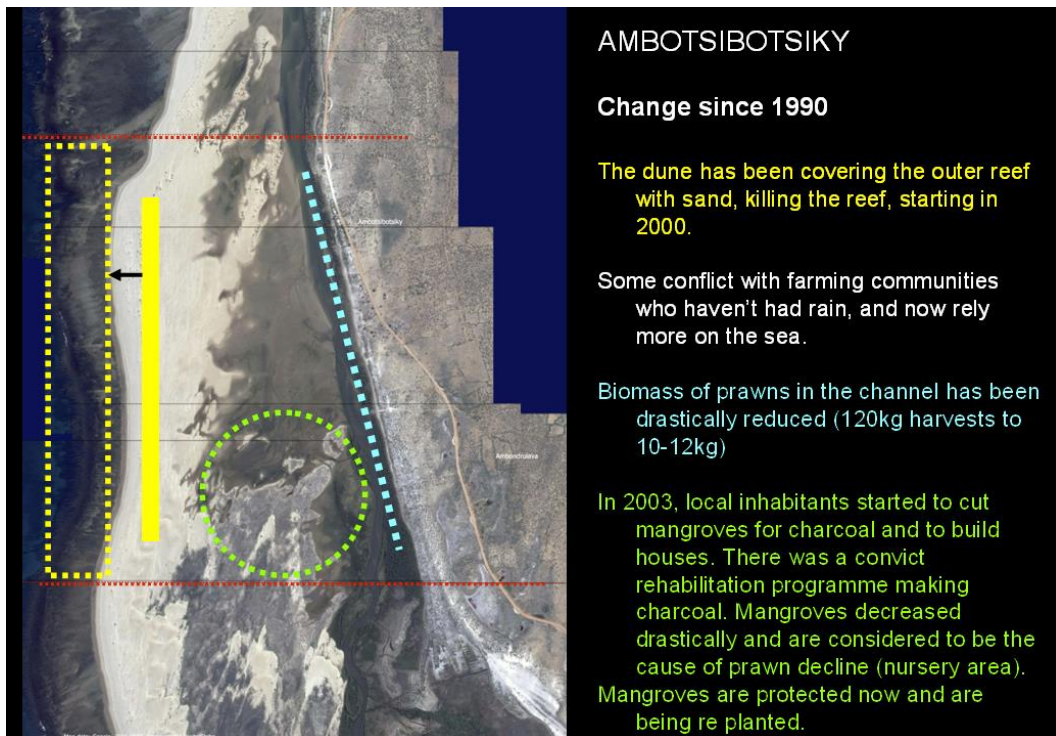 AMBOTSIBOTSIKY
Change since 1990
The dune has been covering the outer reef
with sand, killing the reef, starting in
2000.
Some conflict with farming communities
who haven't had rain, and now rely
more on the sea.
Biomass of prawns in the channel has been
drastically reduced (120kg harvests to
10-12kg)
In 2003, local inhabitants started to cut
mangroves for charcoal and to build
houses. There was a convict
rehabilitation programme making
charcoal. Mangroves decreased
drastically and are considered to be the
cause of prawn decline (nursery area).
Mangroves are protected now and are
being re planted.
Ambotsibotsky